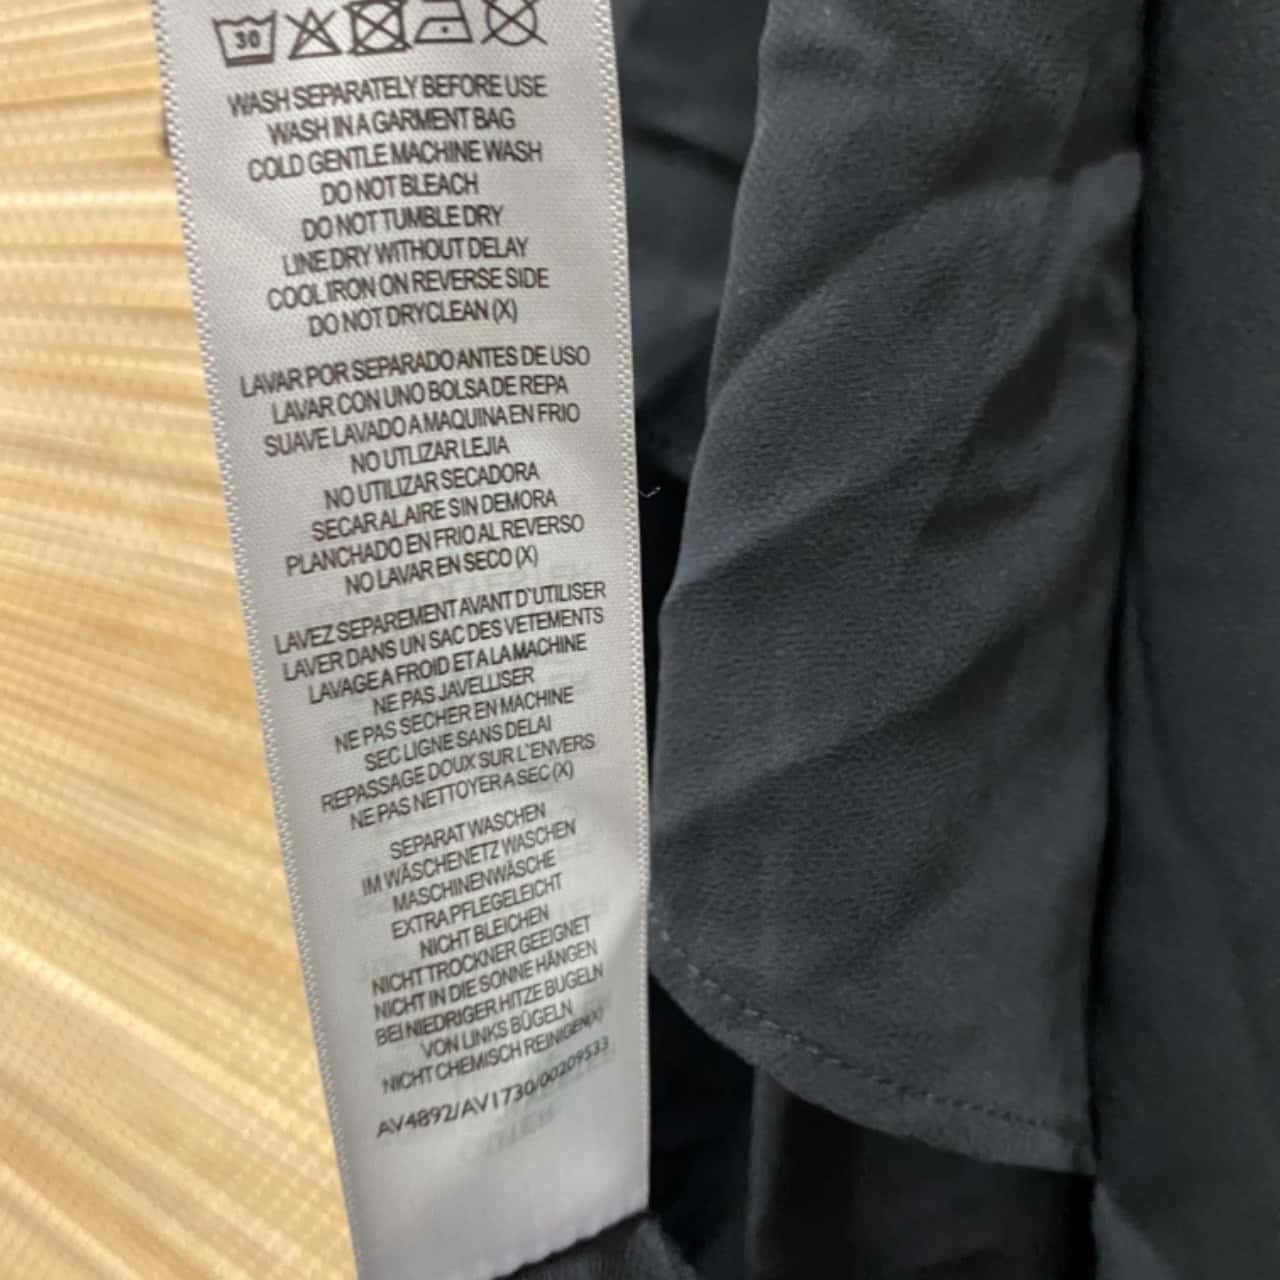 30
WASH SEPARATELY BEFORE USE
WASH IN A GARMENT BAG
COLD GENTLE MACHINE WASH
DO NOT BLEACH
DO NOT TUMBLE DRY
LINE DRY WITHOUT DELAY
COOL IRON ON REVERSE SIDE
DO NOT DRYCLEAN (X)
LAVAR POR SEPARADO ANTES DE USO
LAVAR CON UNO BOLSA DE REPA
SUAVE LAVADO A MAQUINA EN FRIO
NO UTLIZAR LEJIA
NO UTILIZAR SECADORA
SECAR AL AIRE SIN DEMORA
PLANCHADO EN FRIO AL REVERSO
NO LAVAR EN SECO (X)
LAVEZ SEPAREMENT AVANT D`UTILISER
LAVER DANS UN SAC DES VETEMENTS
LAVAGE A FROID ET A LA MACHINE
NE PAS JAVELLISER
NE PAS SECHER EN MACHINE
SEC LIGNE SANS DELAI
REPASSAGE DOUX SUR L`ENVERS
NE PAS NETTOYER A SEC (X)
SEPARAT WASCHEN
IM WÄSCHENETZ WASCHEN
MASCHINENWÄSCHE
EXTRA PFLEGELEICHT
NICHT BLEICHEN
NICHT TROCKNER GEEIGNET
NICHT IN DIE SONNE HÄNGEN
BEI NIEDRIGER HITZE BUGELN
VON LINKS BÜGELN
NICHT CHEMISCH REINIGEN(X)
AV4892/AV1730/00209533